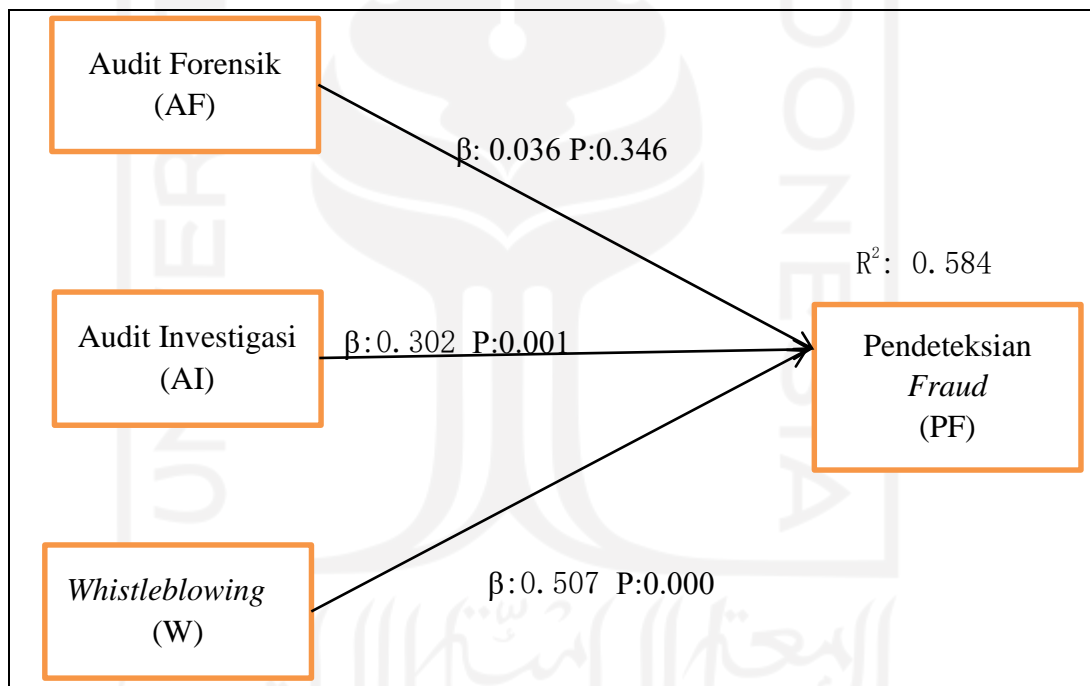 Audit Forensik
(AF)
β: 0.036 P:0.346
R²: 0.584
Audit Investigasi
(AI)
β:0.302 P:0.001
Pendeteksian
Fraud
(PF)
Whistleblowing
(W)
β:0.507 P:0.000